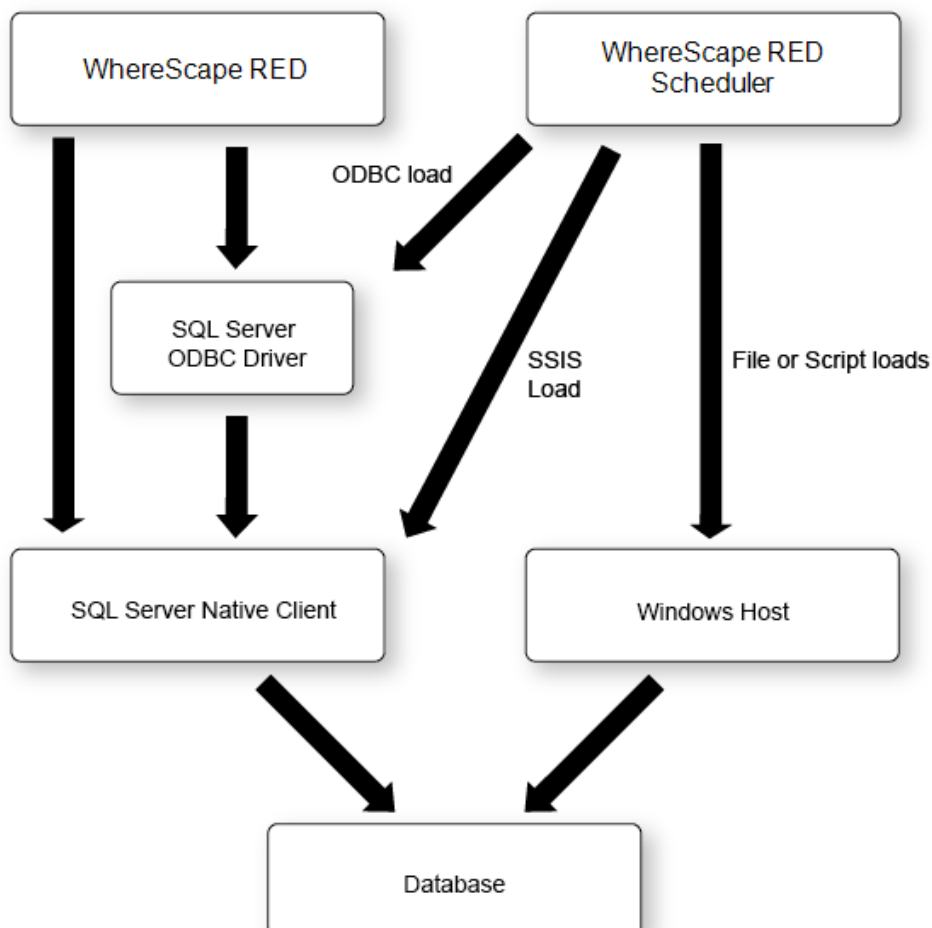 WhereScape RED
WhereScape RED
Scheduler
ODBC load
SQL Server
ODBC Driver
SSIS
Load
File or Script loads
SQL Server Native Client
Windows Host
Database